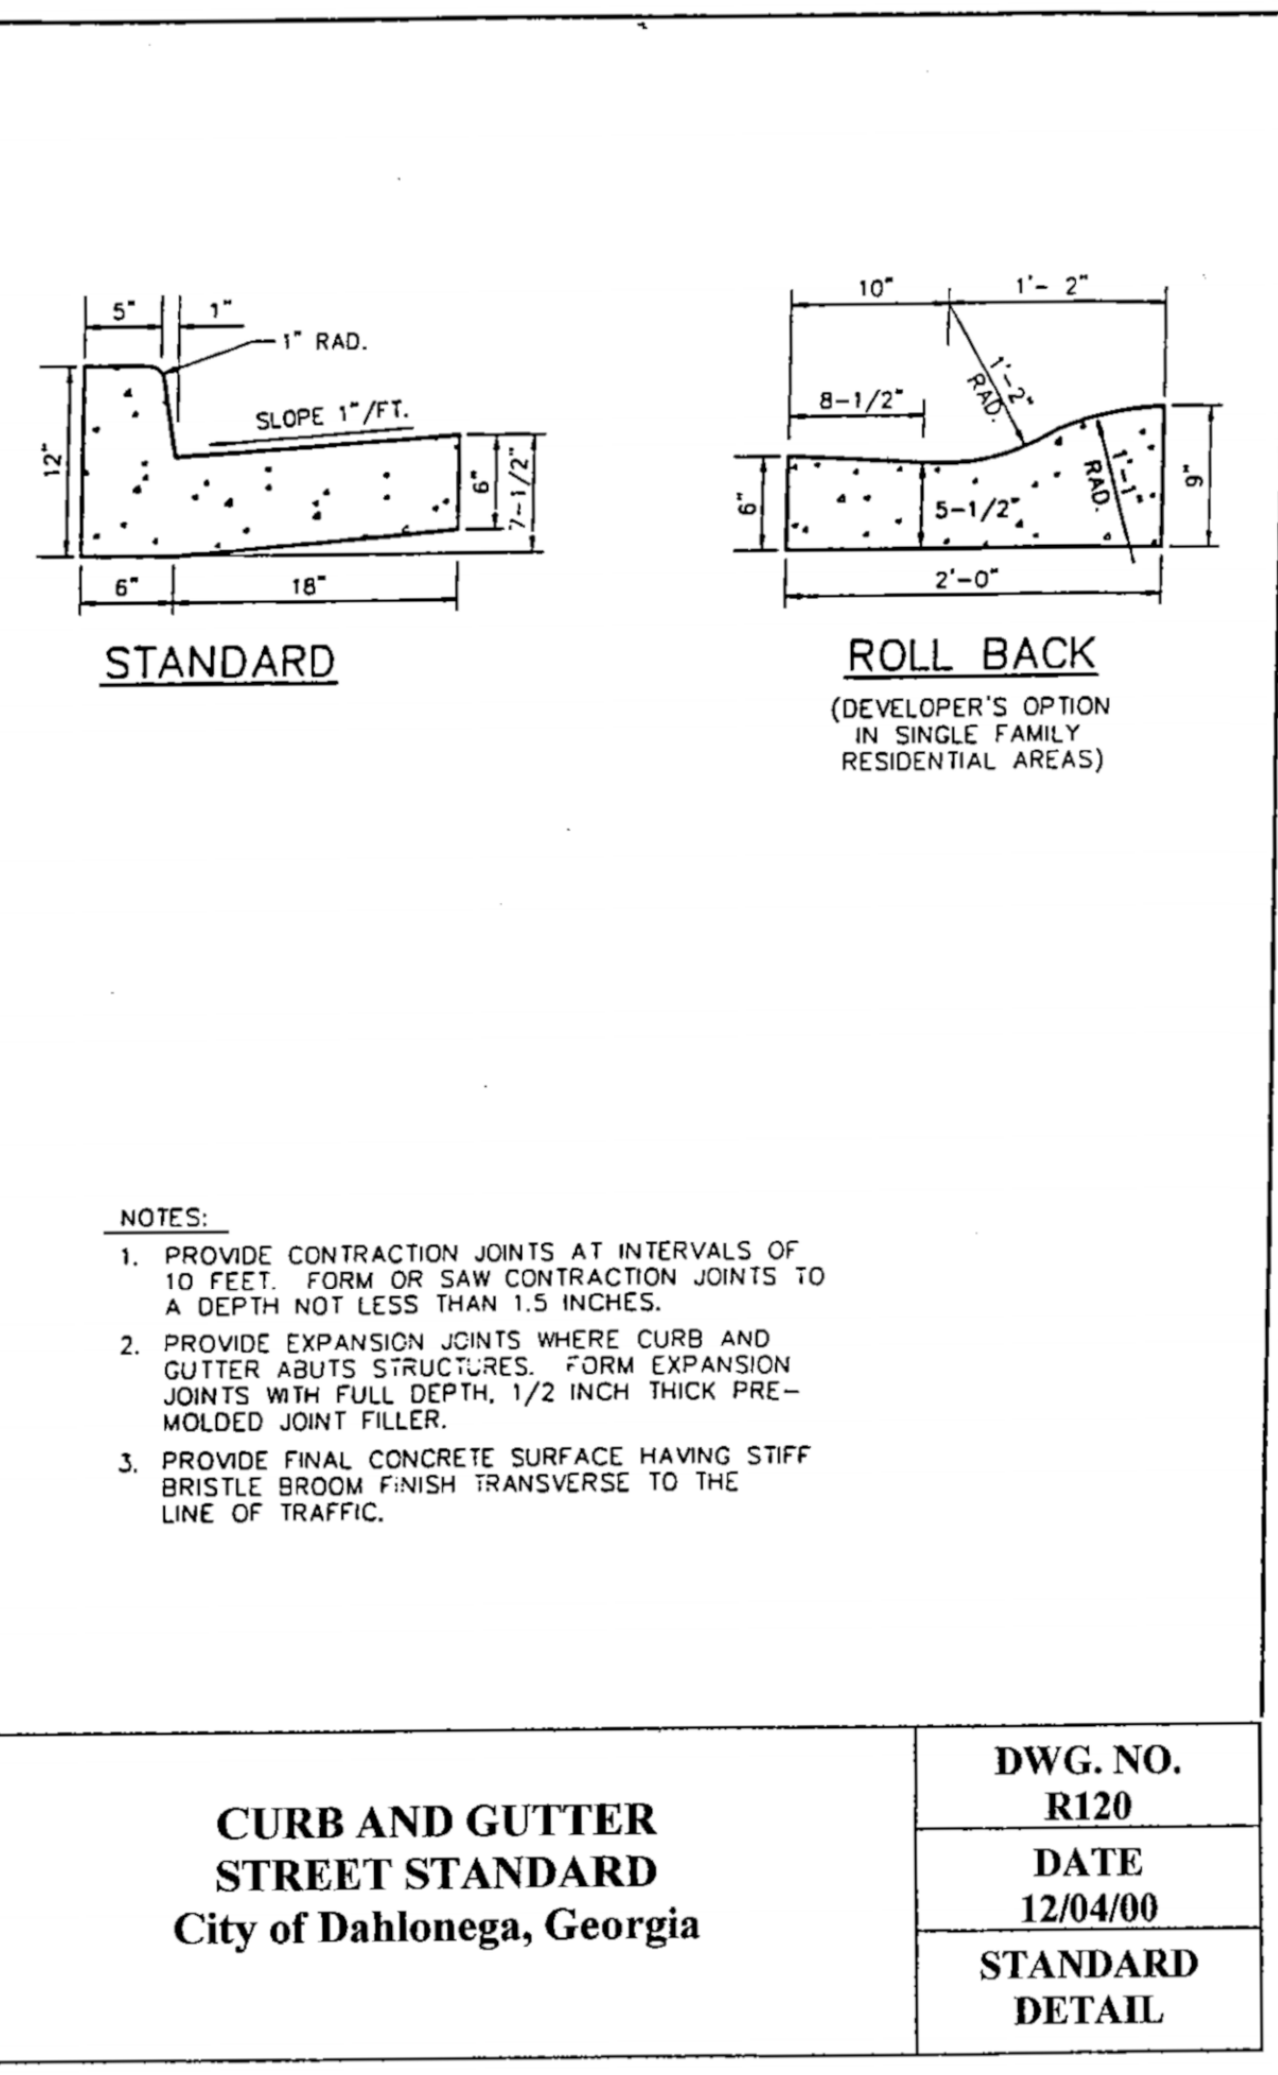 5" 1"
1" RAD.
SLOPE 1"/FT.
12"
6"
7-1/2"
6" 18"
STANDARD
10" 1'- 2"
1'-2"
RAD.
8-1/2"
6"
5-1/2"
1'-1"
RAD.
9"
2'-0"
ROLL BACK
(DEVELOPER'S OPTION
IN SINGLE FAMILY
RESIDENTIAL AREAS)
NOTES:
1. PROVIDE CONTRACTION JOINTS AT INTERVALS OF
10 FEET. FORM OR SAW CONTRACTION JOINTS TO
A DEPTH NOT LESS THAN 1.5 INCHES.
2. PROVIDE EXPANSION JOINTS WHERE CURB AND
GUTTER ABUTS STRUCTURES. FORM EXPANSION
JOINTS WITH FULL DEPTH, 1/2 INCH THICK PRE-
MOLDED JOINT FILLER.
3. PROVIDE FINAL CONCRETE SURFACE HAVING STIFF
BRISTLE BROOM FINISH TRANSVERSE TO THE
LINE OF TRAFFIC.
CURB AND GUTTER
STREET STANDARD
City of Dahlonega, Georgia
DWG. NO.
R120
DATE
12/04/00
STANDARD
DETAIL